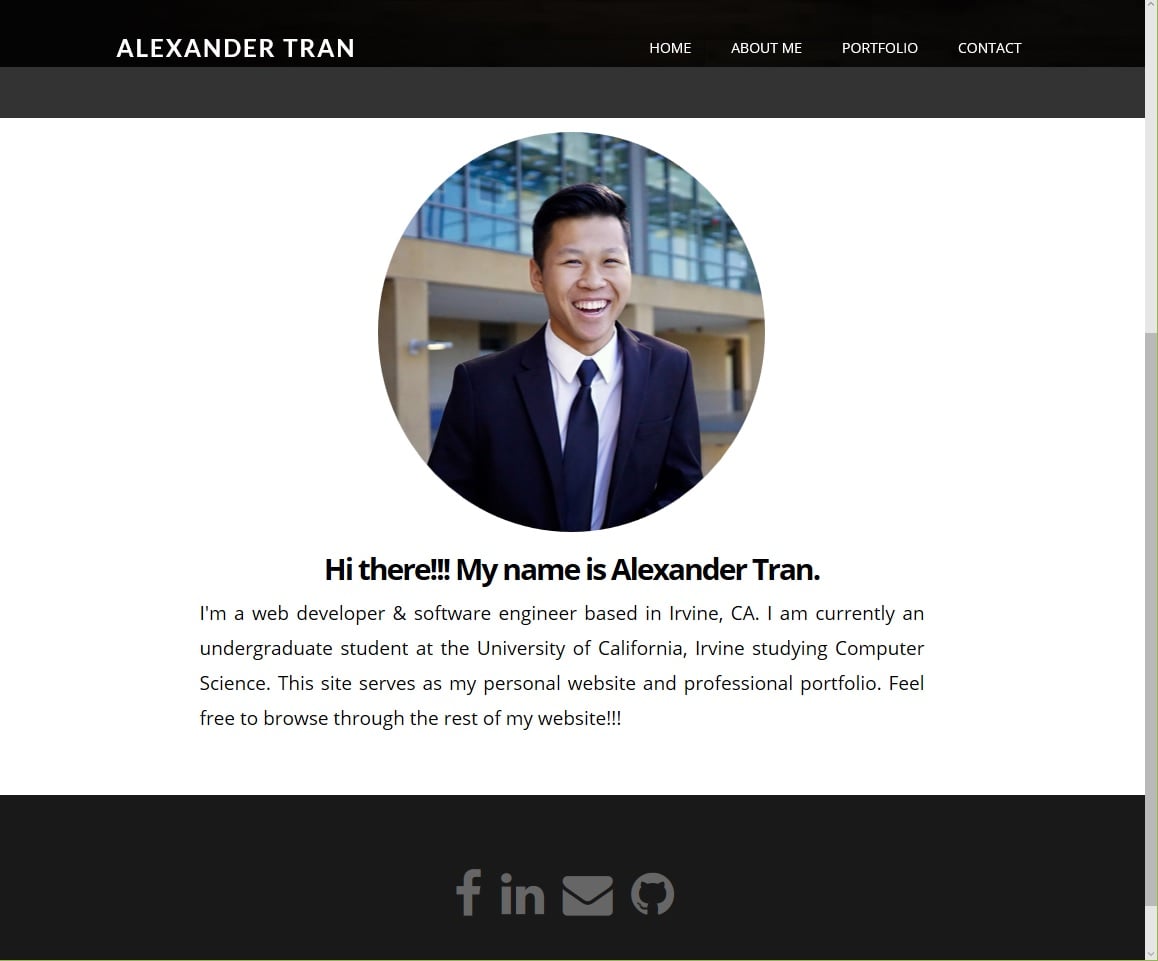 ALEXANDER TRAN
HOME ABOUT ME PORTFOLIO CONTACT
Hi there!!! My name is Alexander Tran.
I'm a web developer & software engineer based in Irvine, CA. I am currently an
undergraduate student at the University of California, Irvine studying Computer
Science. This site serves as my personal website and professional portfolio. Feel
free to browse through the rest of my website!!!